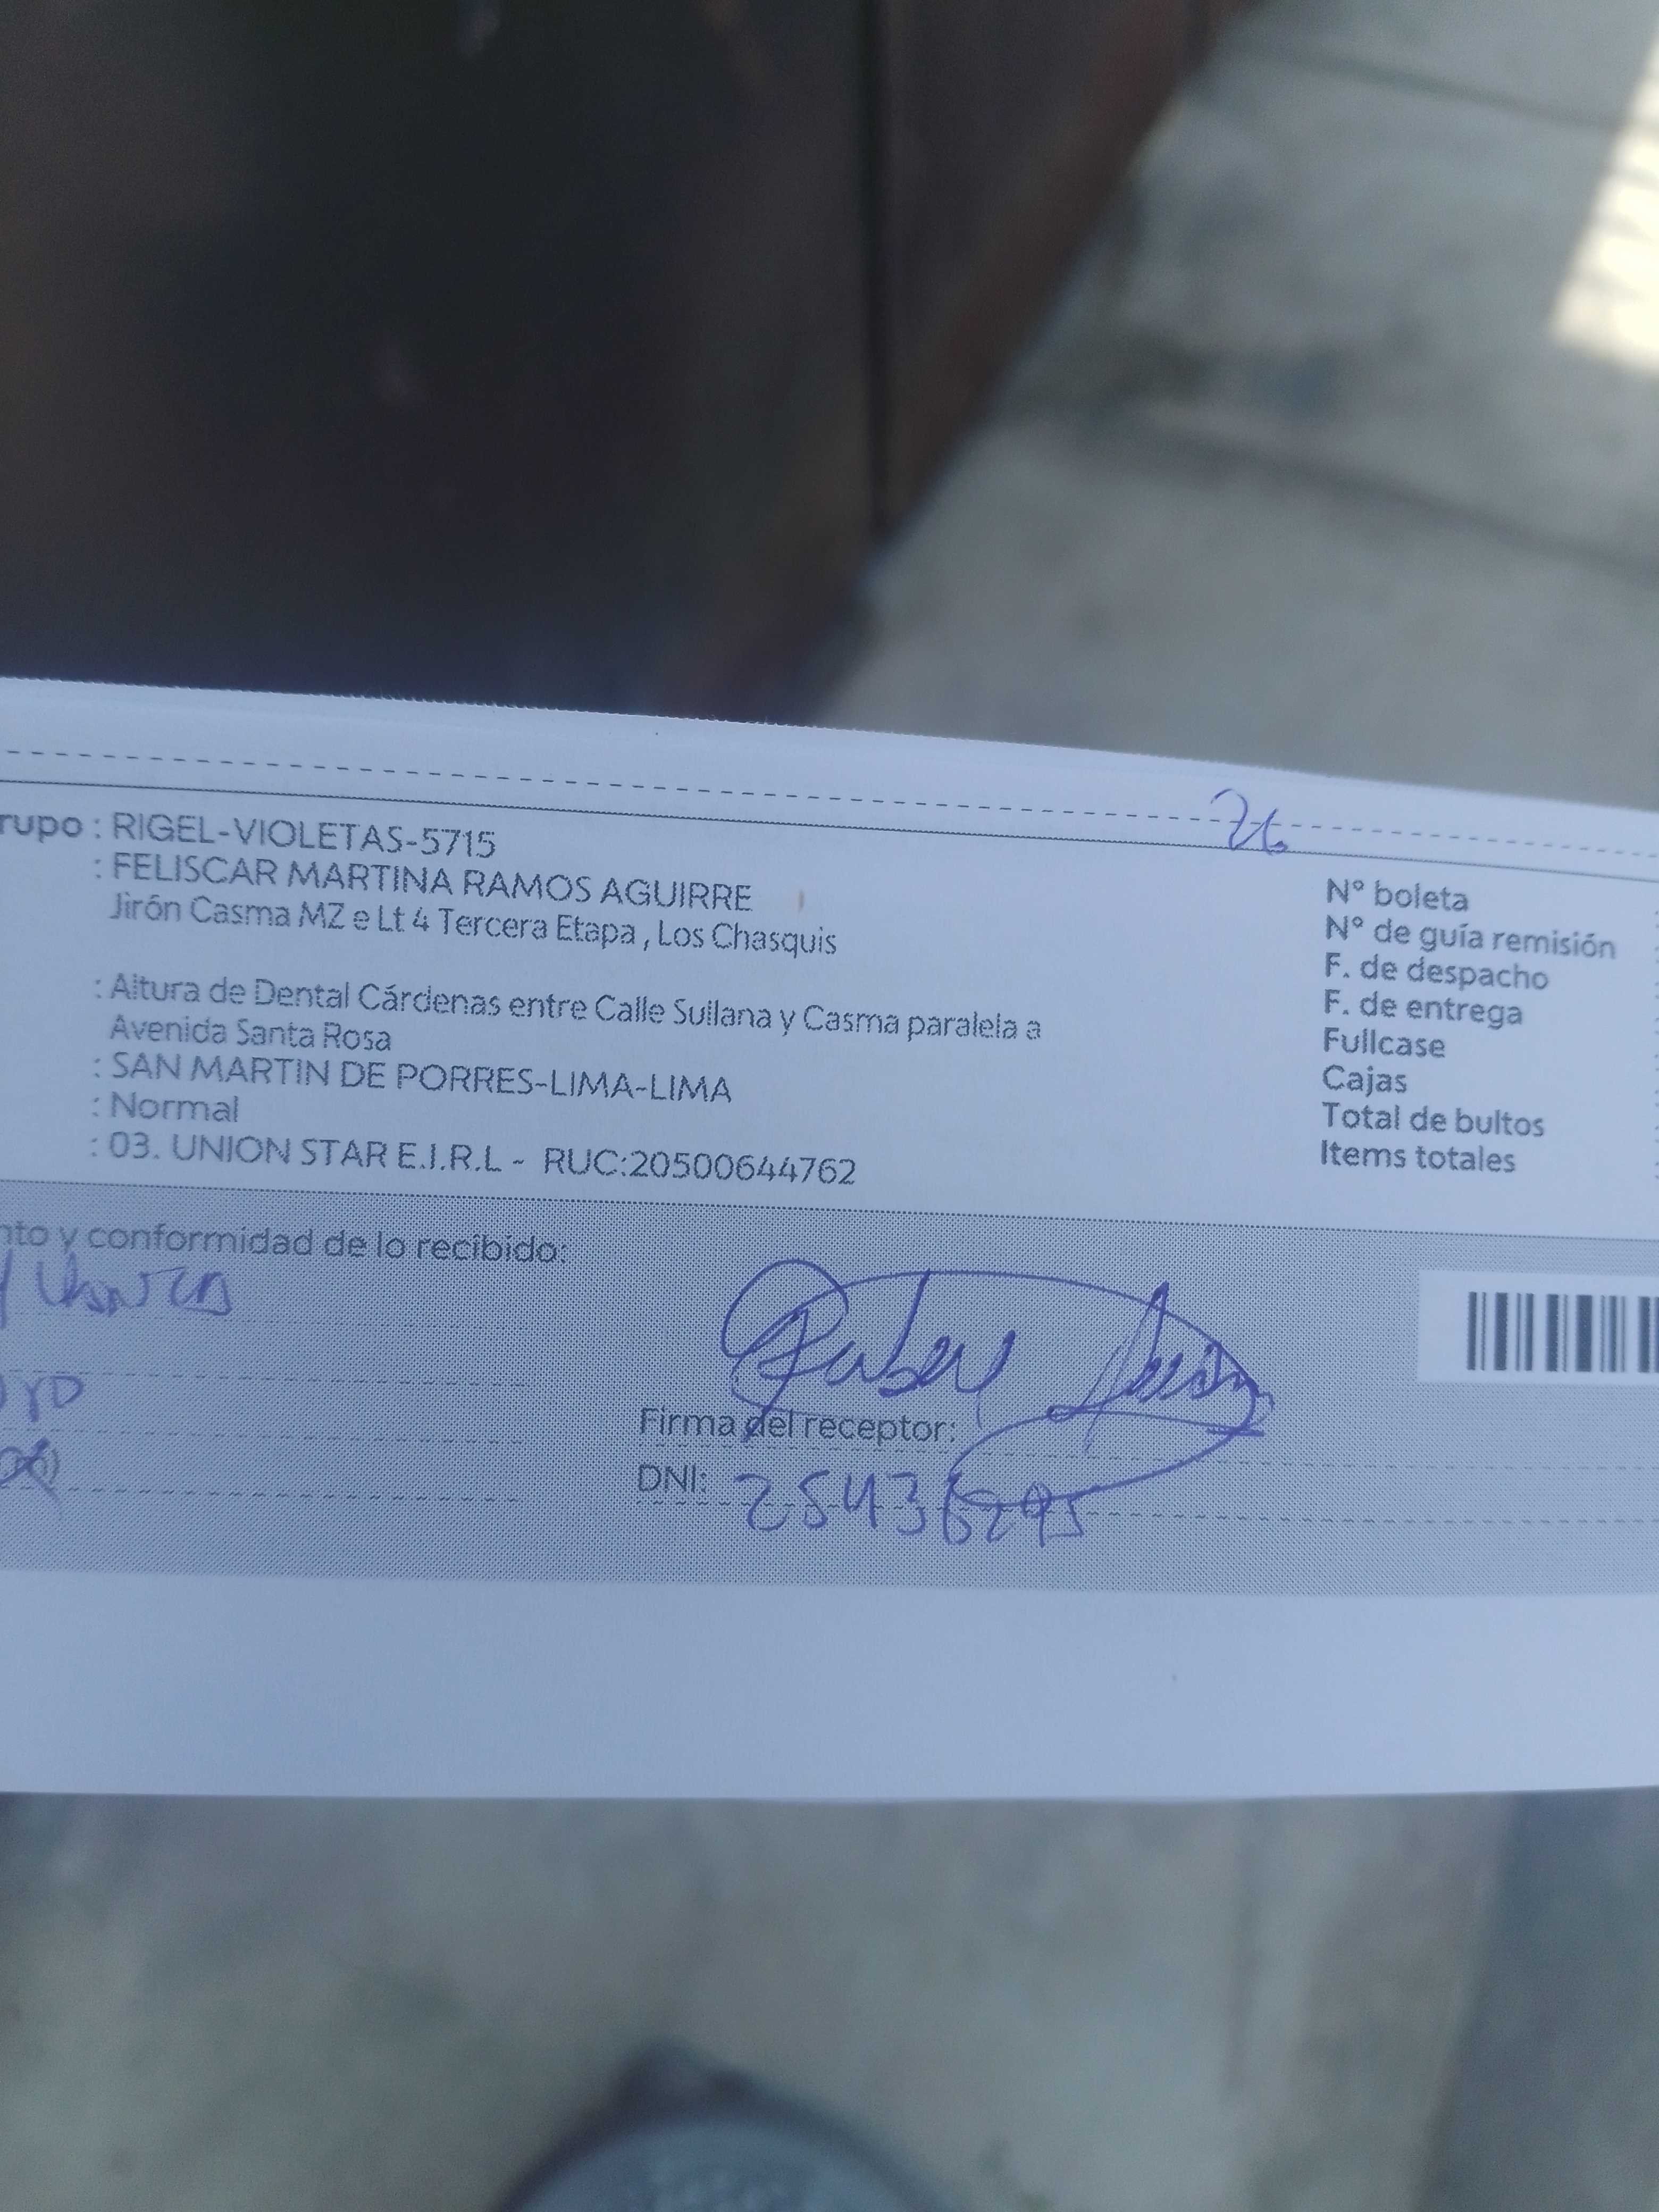 rupo : RIGEL-VIOLETAS-5715
: FELISCAR MARTINA RAMOS AGUIRRE
Jirón Casma MZ e Lt 4 Tercera Etapa , Los Chasquis
: Altura de Dental Cárdenas entre Calle Sullana y Casma paralela a
Avenida Santa Rosa
: SAN MARTIN DE PORRES-LIMA-LIMA
: Normal
: 03. UNION STAR E.I.R.L - RUC:20500644762
26
N° boleta
N° de guía remisión
F. de despacho
F. de entrega
Fullcase
Cajas
Total de bultos
Items totales
nto y conformidad de lo recibido:
Firma del receptor:
DNI: 25436295